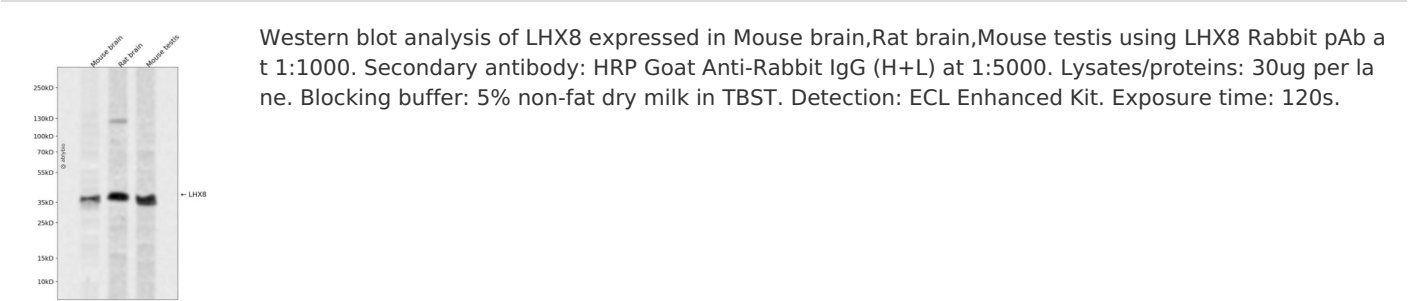 Mouse brain
Rat brain
Mouse testis
250kD
130kD
100kD
70kD
55kD
35kD
25kD
15kD
10kD
← LHX8
@ abytxo
Western blot analysis of LHX8 expressed in Mouse brain,Rat brain,Mouse testis using LHX8 Rabbit pAb a
t 1:1000. Secondary antibody: HRP Goat Anti-Rabbit IgG (H+L) at 1:5000. Lysates/proteins: 30ug per la
ne. Blocking buffer: 5% non-fat dry milk in TBST. Detection: ECL Enhanced Kit. Exposure time: 120s.